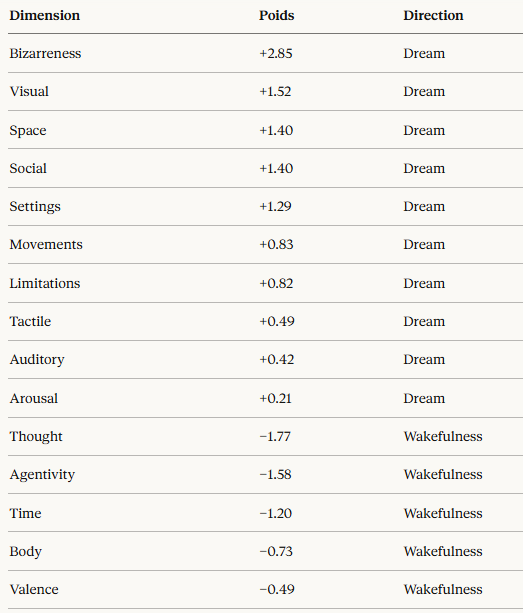 Dimension Poids Direction
Bizarreness +2.85 Dream
Visual +1.52 Dream
Space +1.40 Dream
Social +1.40 Dream
Settings +1.29 Dream
Movements +0.83 Dream
Limitations +0.82 Dream
Tactile +0.49 Dream
Auditory +0.42 Dream
Arousal +0.21 Dream
Thought −1.77 Wakefulness
Agentivity −1.58 Wakefulness
Time −1.20 Wakefulness
Body −0.73 Wakefulness
Valence −0.49 Wakefulness